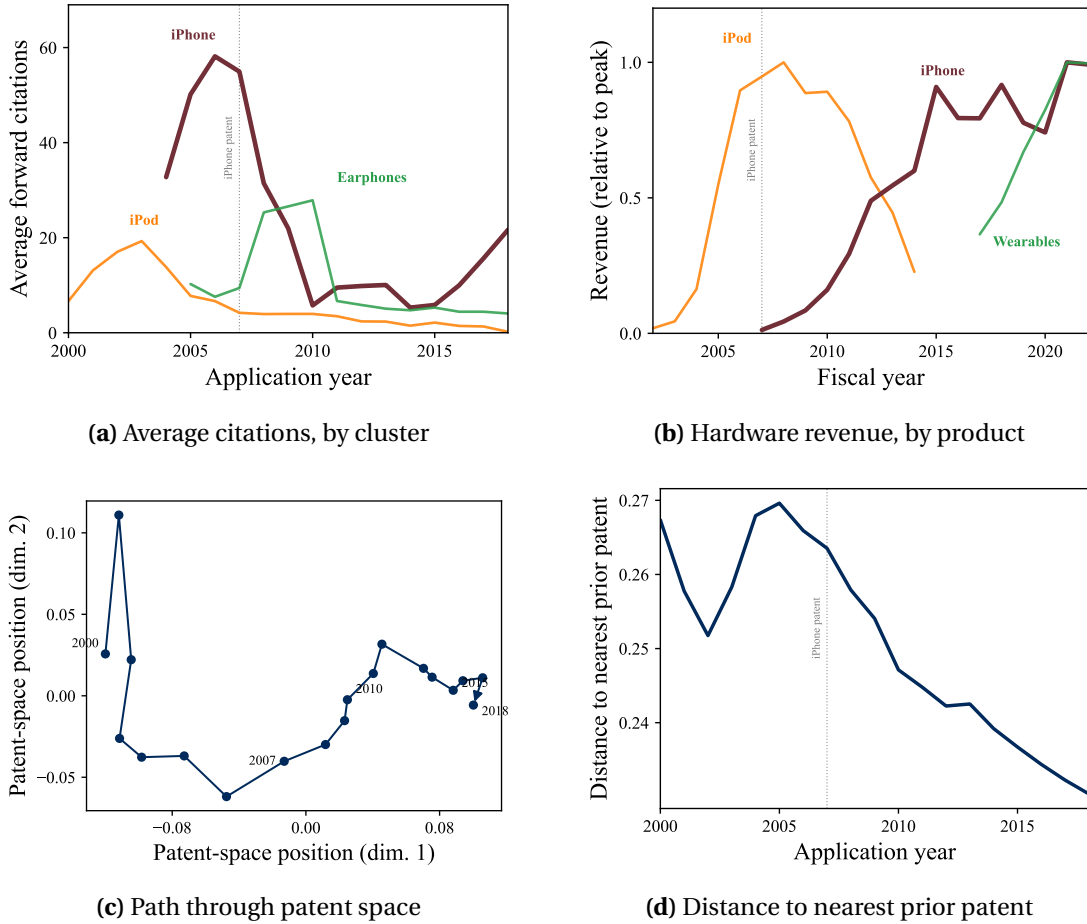 iPhone
iPod
Earphones
iPhone patent
Average forward citations
60
40
20
0
2000
2005
2010
2015
Application year
(a) Average citations, by cluster
iPod
iPhone
Wearables
iPhone patent
Revenue (relative to peak)
1.0
0.5
0.0
2005
2010
2015
2020
Fiscal year
(b) Hardware revenue, by product
Patent-space position (dim. 2)
0.10
0.05
0.00
−0.05
2000
2007
2010
2015
2018
−0.08
0.00
0.08
Patent-space position (dim. 1)
(c) Path through patent space
Distance to nearest prior patent
0.27
0.26
0.25
0.24
iPhone patent
2000
2005
2010
2015
Application year
(d) Distance to nearest prior patent